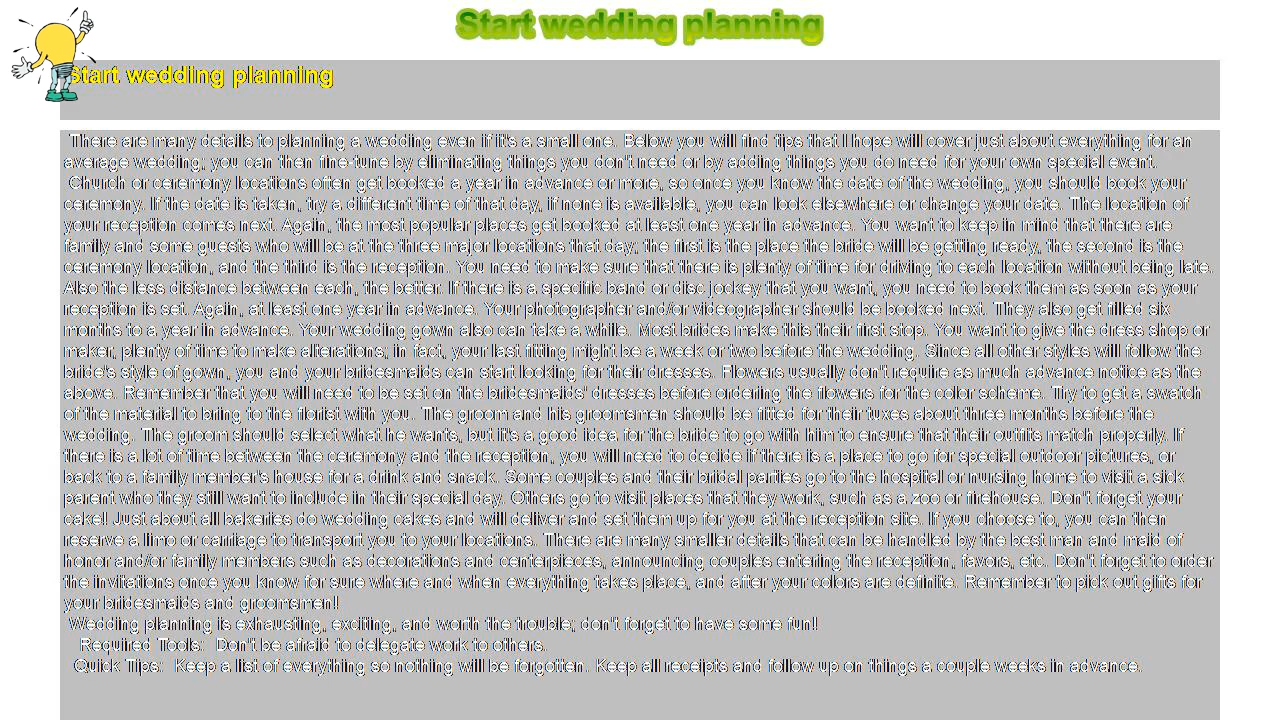 Start wedding planning
Start wedding planning
There are many details to planning a wedding even if it's a small one. Below you will find tips that I hope will cover just about everything for an
average wedding; you can then fine-tune by eliminating things you don't need or by adding things you do need for your own special event.
Church or ceremony locations often get booked a year in advance or more, so once you know the date of the wedding, you should book your
ceremony. If the date is taken, try a different time of that day, if none is available, you can look elsewhere or change your date. The location of
your reception comes next. Again, the most popular places get booked at least one year in advance. You want to keep in mind that there are
family and some guests who will be at the three major locations that day; the first is the place the bride will be getting ready, the second is the
ceremony location, and the third is the reception. You need to make sure that there is plenty of time for driving to each location without being late.
Also the less distance between each, the better. If there is a specific band or disc jockey that you want, you need to book them as soon as your
reception is set. Again, at least one year in advance. Your photographer and/or videographer should be booked next. They also get filled six
months to a year in advance. Your wedding gown also can take a while. Most brides make this their first stop. You want to give the dress shop or
maker, plenty of time to make alterations; in fact, your last fitting might be a week or two before the wedding. Since all other styles will follow the
bride's style of gown, you and your bridesmaids can start looking for their dresses. Flowers usually don't require as much advance notice as the
above. Remember that you will need to be set on the bridesmaids' dresses before ordering the flowers for the color scheme. Try to get a swatch
of the material to bring to the florist with you. The groom and his groomsmen should be fitted for their tuxes about three months before the
wedding. The groom should select what he wants, but it's a good idea for the bride to go with him to ensure that their outfits match properly. If
there is a lot of time between the ceremony and the reception, you will need to decide if there is a place to go for special outdoor pictures, or
back to a family member's house for a drink and snack. Some couples and their bridal parties go to the hospital or nursing home to visit a sick
parent who they still want to include in their special day. Others go to visit places that they work, such as a zoo or firehouse. Don't forget your
cake! Just about all bakeries do wedding cakes and will deliver and set them up for you at the reception site. If you choose to, you can then
reserve a limo or carriage to transport you to your locations. There are many smaller details that can be handled by the best man and maid of
honor and/or family members such as decorations and centerpieces, announcing couples entering the reception, favors, etc. Don't forget to order
the invitations once you know for sure where and when everything takes place, and after your colors are definite. Remember to pick out gifts for
your bridesmaids and groomsmen!
Wedding planning is exhausting, exciting, and worth the trouble; don't forget to have some fun!
Required Tools: Don't be afraid to delegate work to others.
Quick Tips: Keep a list of everything so nothing will be forgotten. Keep all receipts and follow up on things a couple weeks in advance.